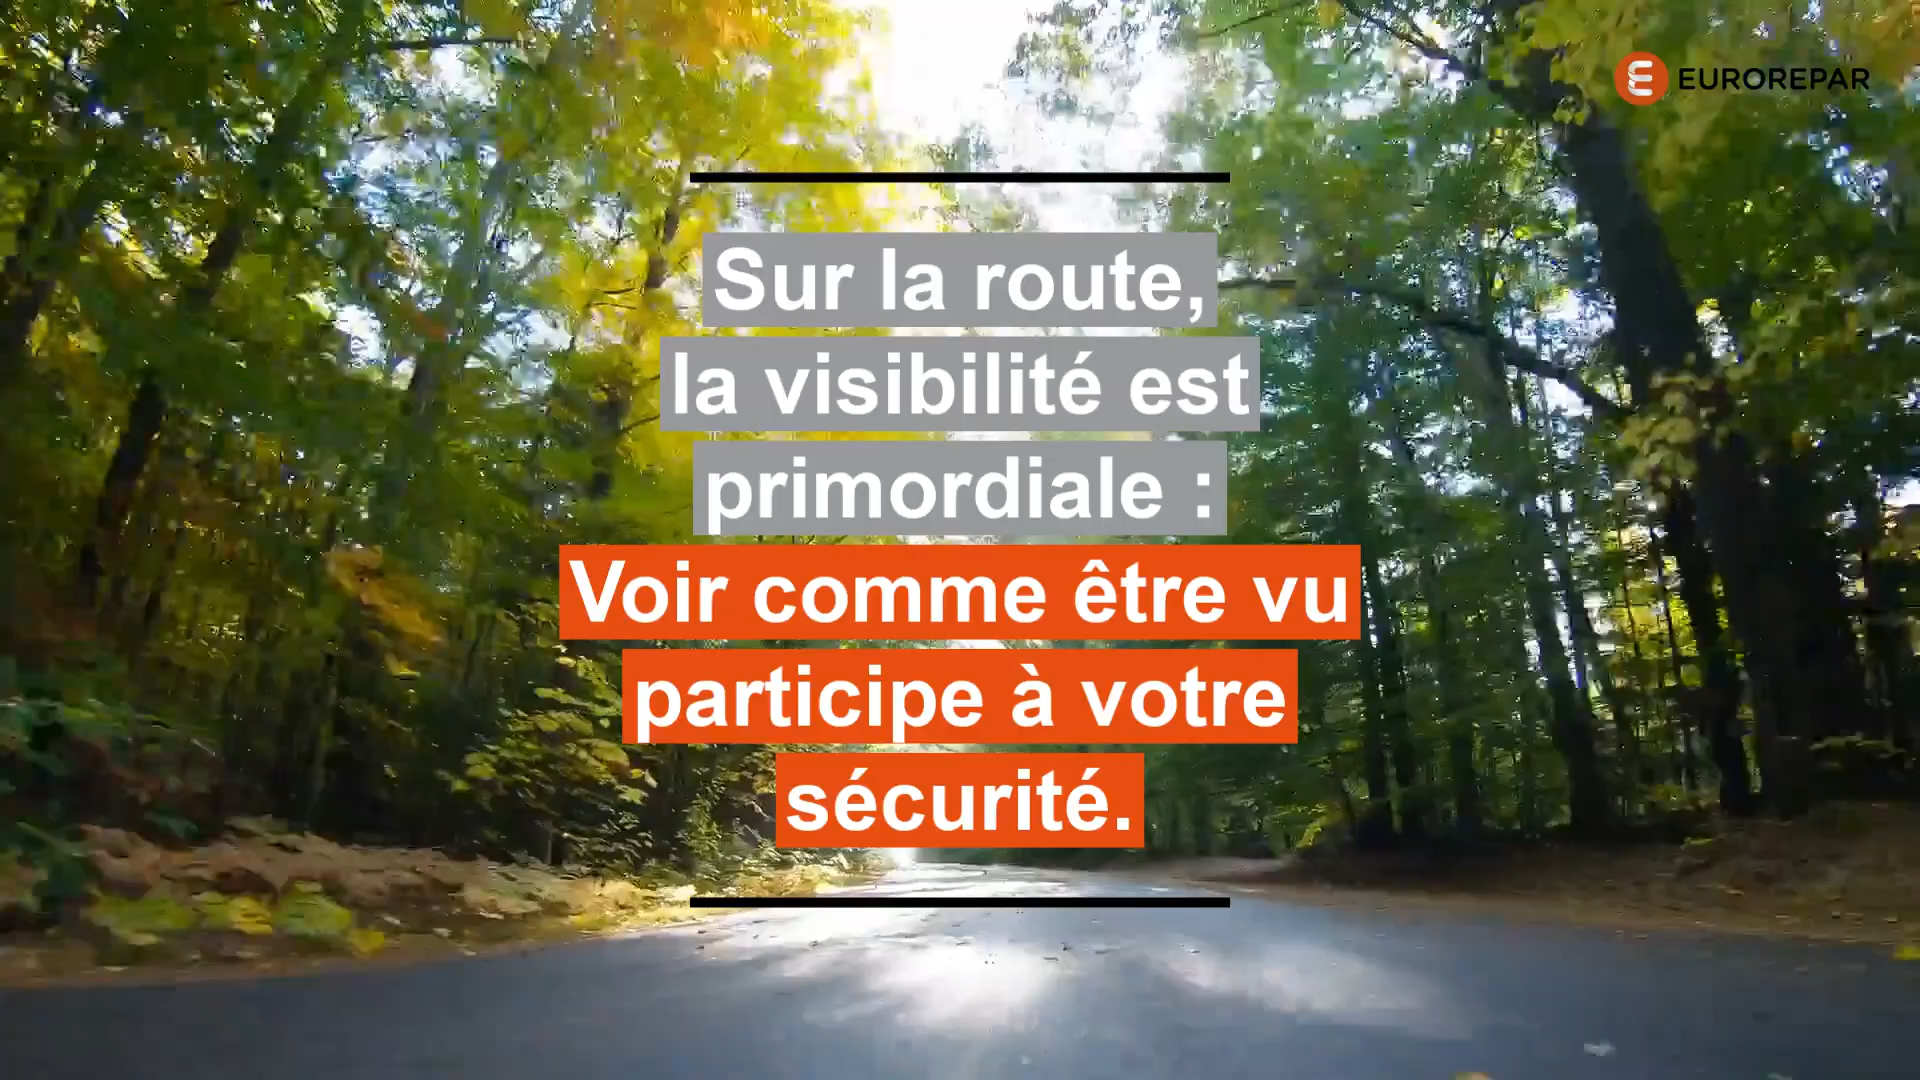 EUROREPAR
Sur la route,
la visibilité est
primordiale :
Voir comme être vu
participe à votre
sécurité.